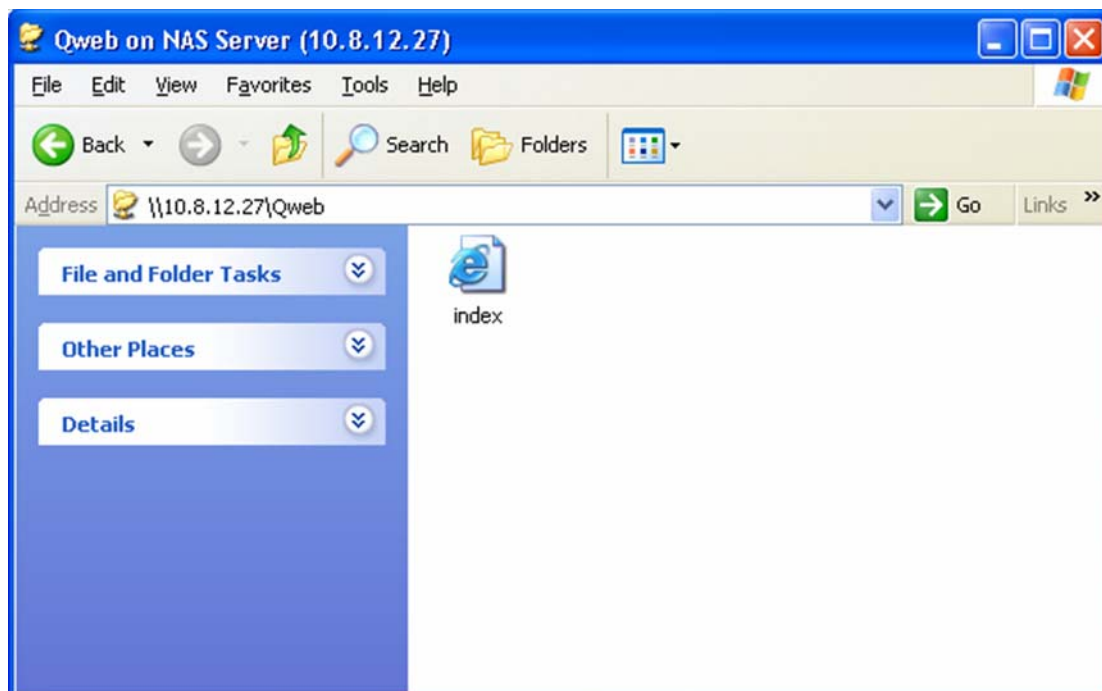 Qweb on NAS Server (10.8.12.27)
File Edit View Favorites Tools Help
Back Search Folders
Address \\10.8.12.27\Qweb Go Links »
File and Folder Tasks
index
Other Places
Details